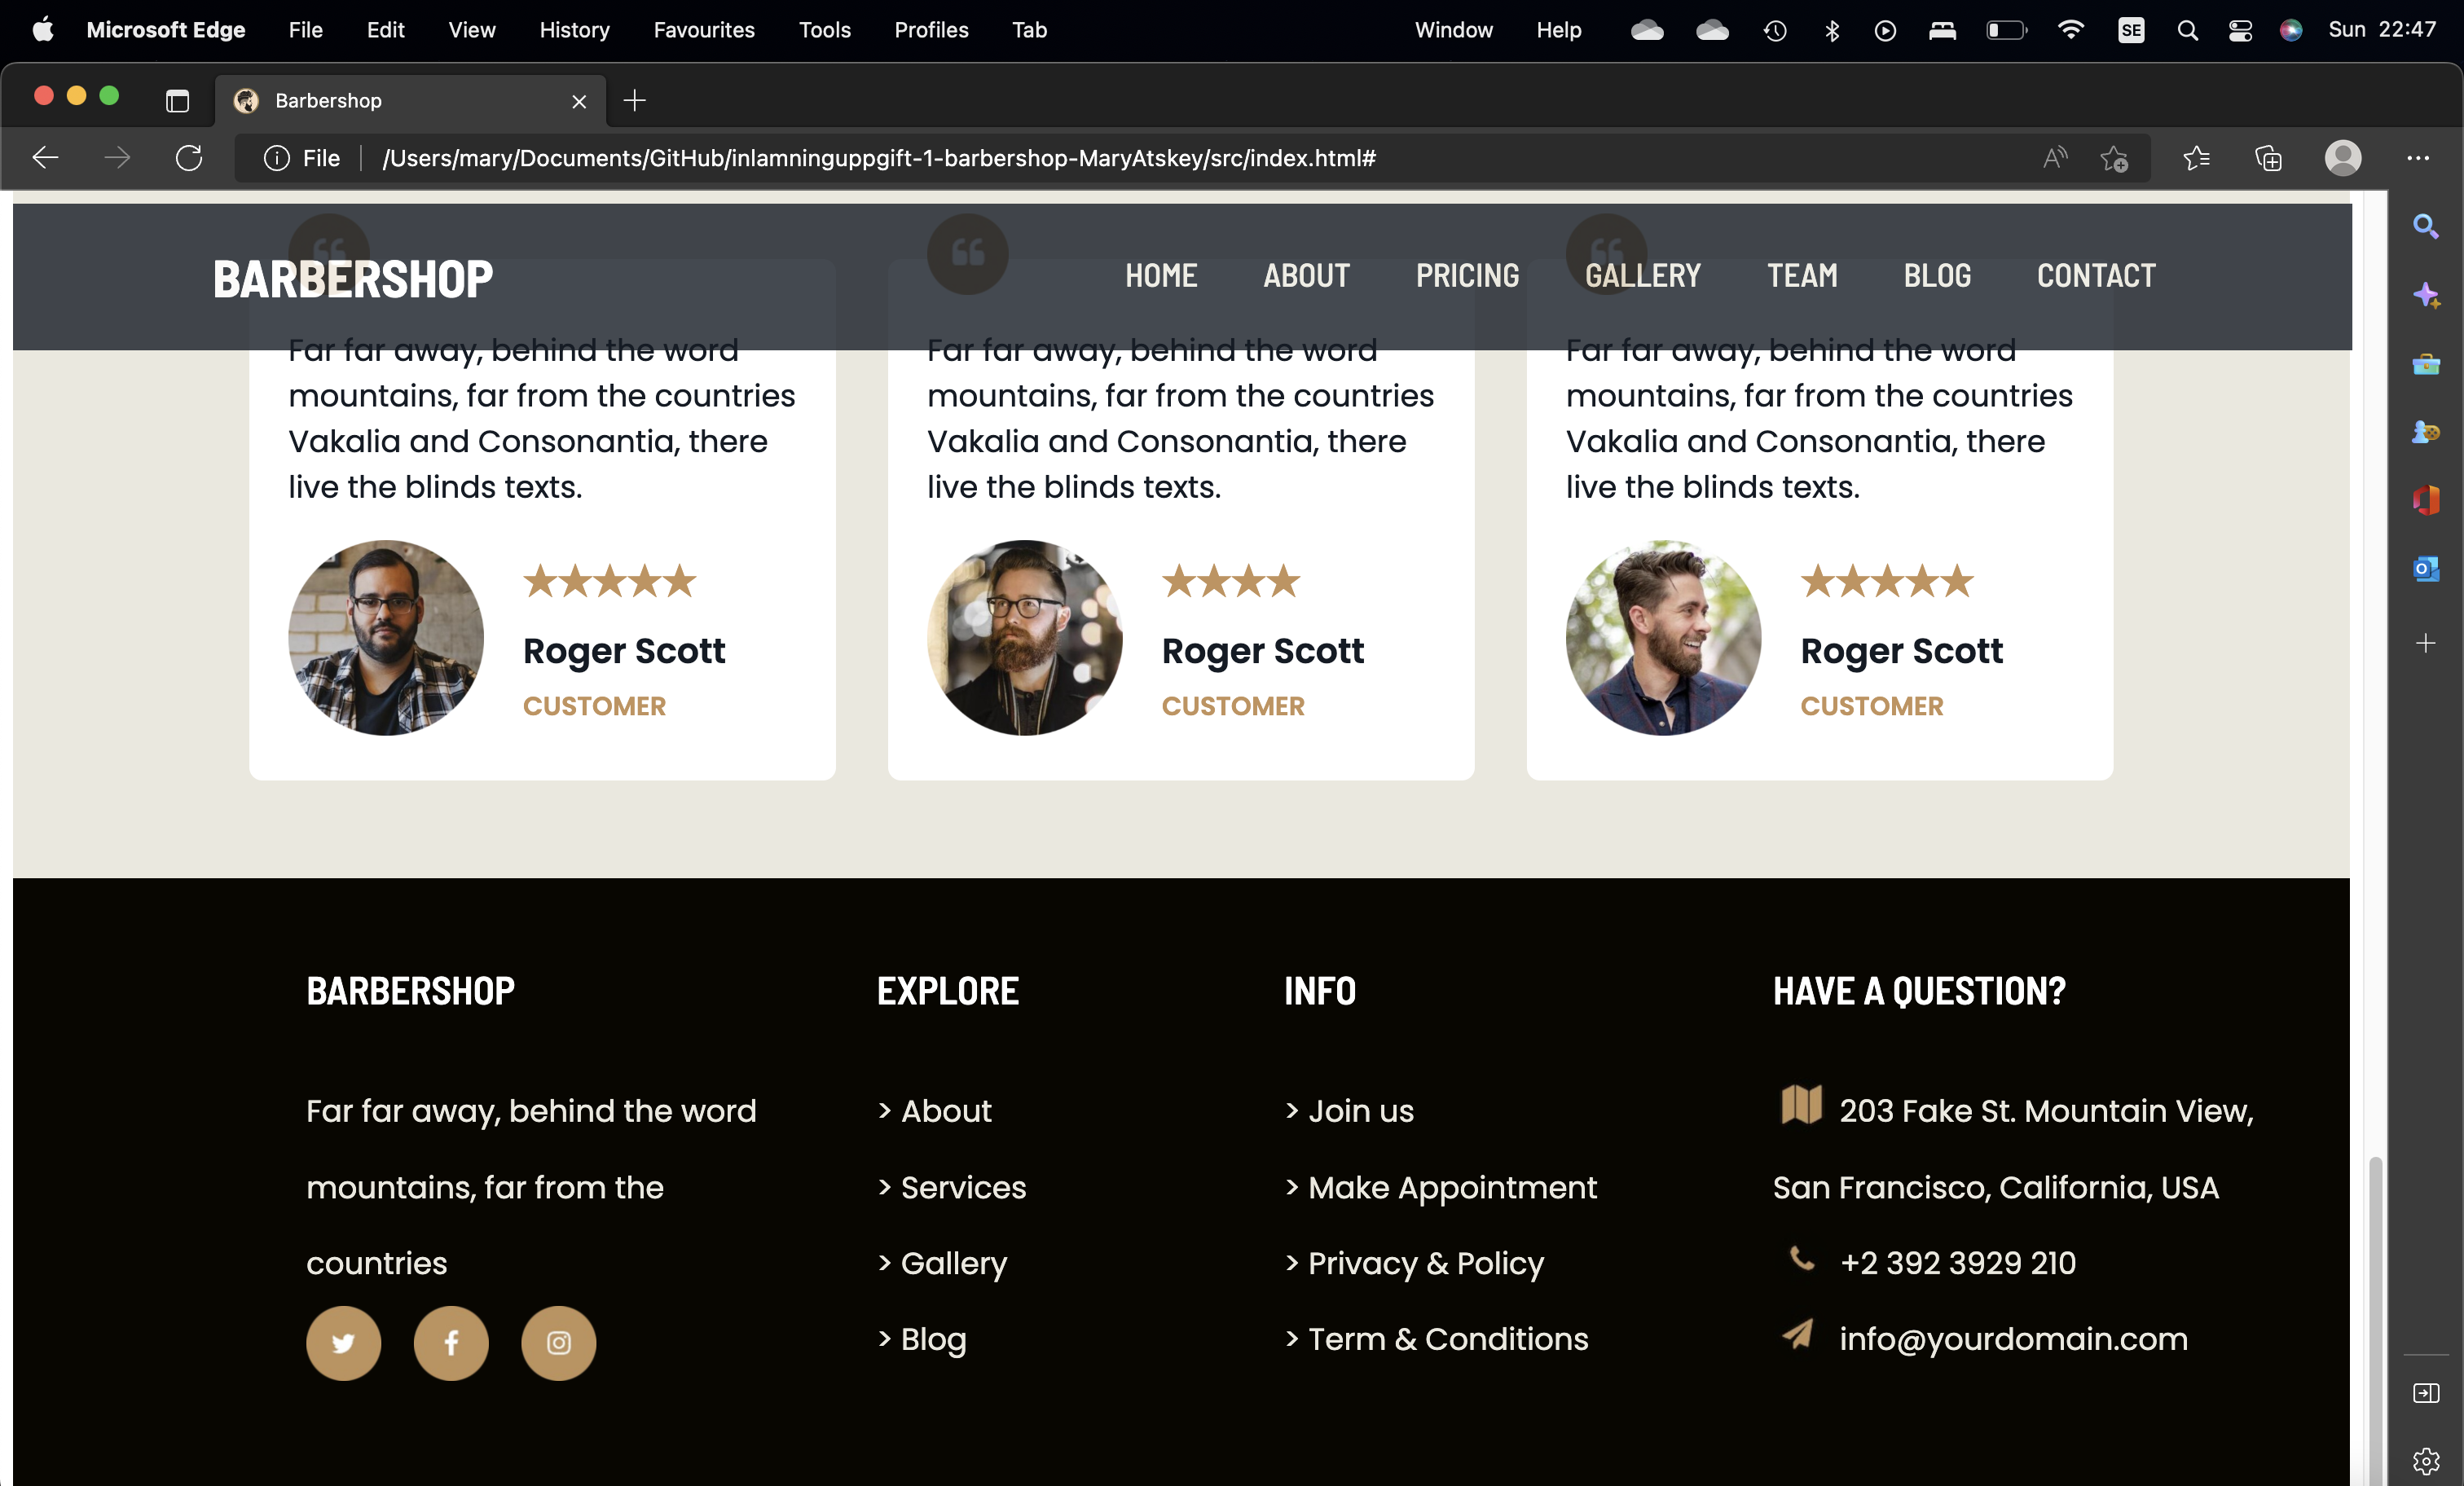 Microsoft Edge File Edit View History Favourites Tools Profiles Tab Window Help SE Sun 22:47
Barbershop
File /Users/mary/Documents/GitHub/inlamninguppgift-1-barbershop-MaryAtskey/src/index.html#
BARBERSHOP HOME ABOUT PRICING GALLERY TEAM BLOG CONTACT
Far far away, behind the word
mountains, far from the countries
Vakalia and Consonantia, there
live the blinds texts.
Roger Scott
CUSTOMER
Far far away, behind the word
mountains, far from the countries
Vakalia and Consonantia, there
live the blinds texts.
Roger Scott
CUSTOMER
Far far away, behind the word
mountains, far from the countries
Vakalia and Consonantia, there
live the blinds texts.
Roger Scott
CUSTOMER
BARBERSHOP
Far far away, behind the word
mountains, far from the
countries
EXPLORE
> About
> Services
> Gallery
> Blog
INFO
> Join us
> Make Appointment
> Privacy & Policy
> Term & Conditions
HAVE A QUESTION?
203 Fake St. Mountain View,
San Francisco, California, USA
+2 392 3929 210
info@yourdomain.com